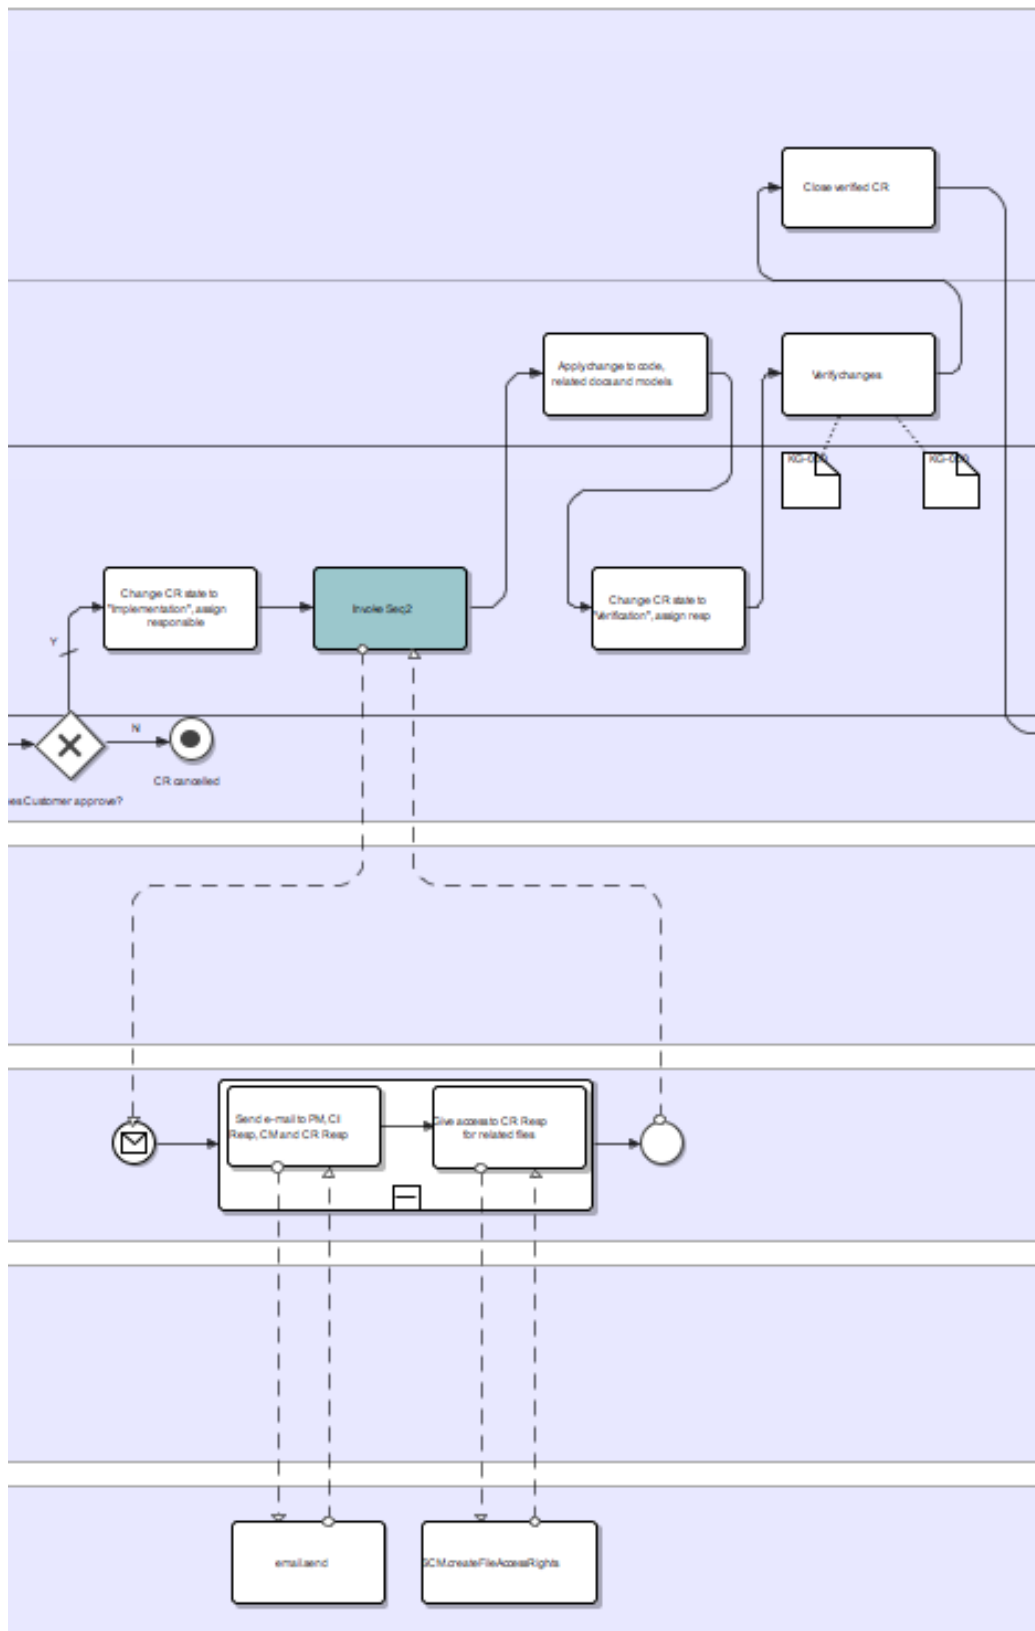 Close verified CR
Apply change to code,
related docs and models
Verify changes
Change CR state to
"Implementation", assign
responsible
Invoke Seq2
Change CR state to
"Verification", assign resp
Y
N
CR cancelled
Customer approve?
Send e-mail to PM, CII
Resp, CM and CR Resp
Give access to CR Resp
for related files
email.send
SCM.createFileAccessRights